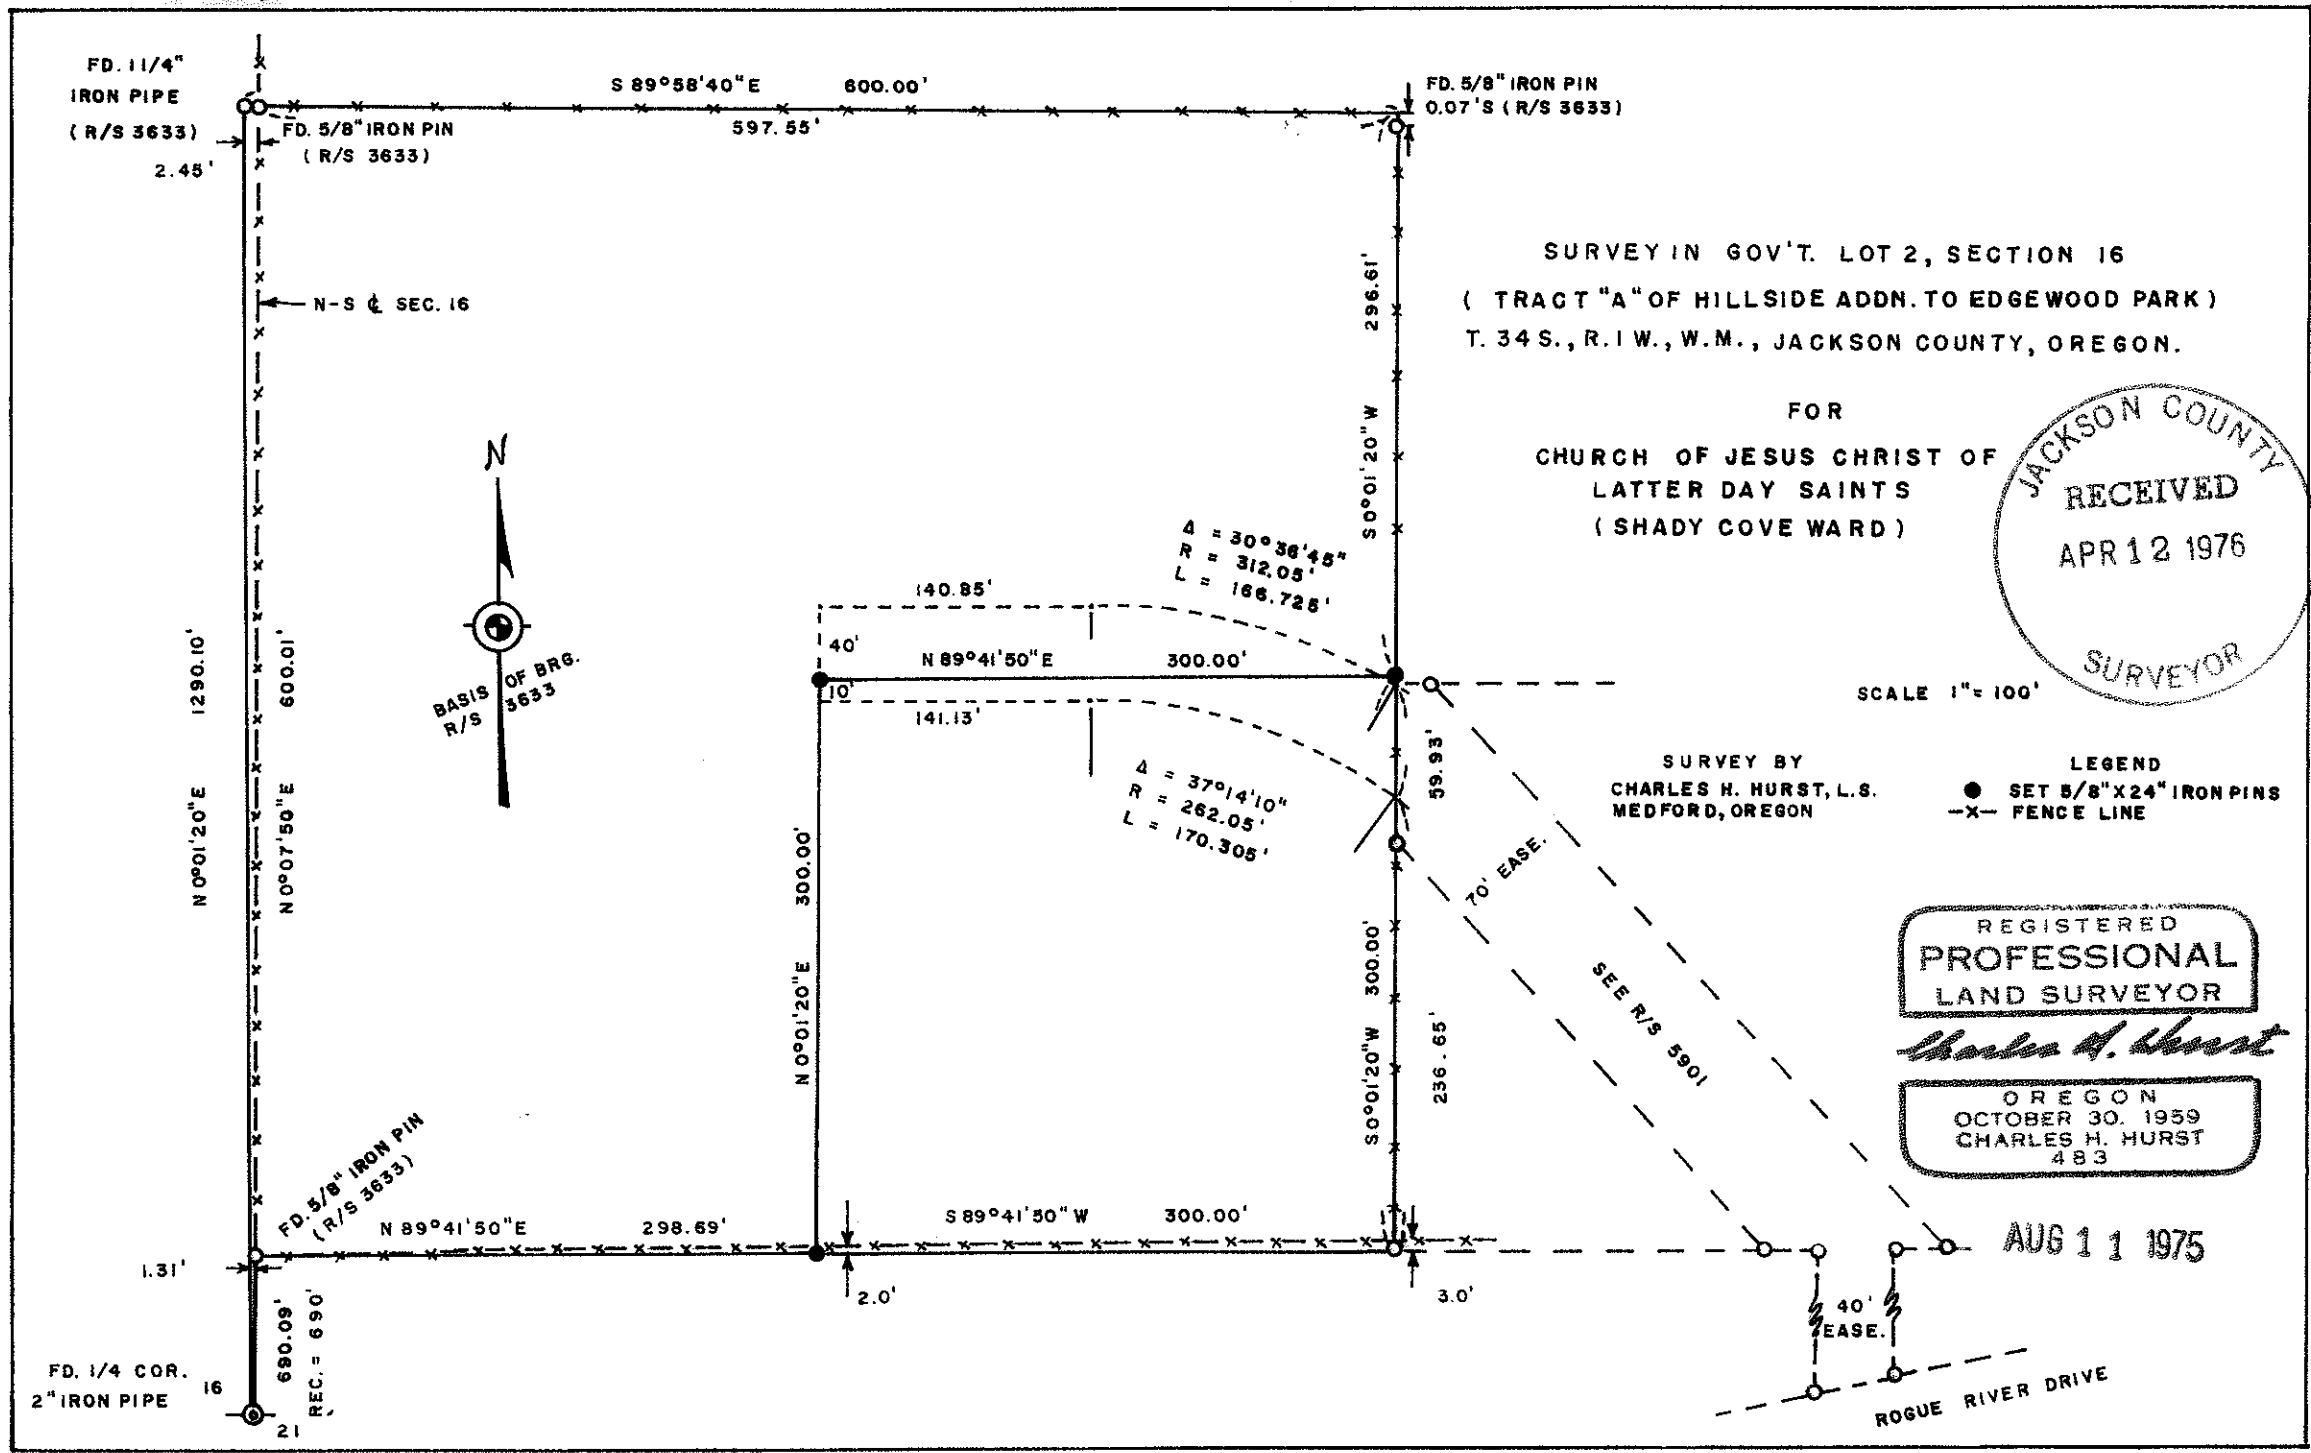 FD. 1 1/4"
IRON PIPE
( R/S 3633)
2.45'
FD. 5/8" IRON PIN
( R/S 3633)
S 89°58'40"E 600.00'
597.55'
FD. 5/8" IRON PIN
0.07'S ( R/S 3633)
N-S ℄ SEC. 16
SURVEY IN GOV'T. LOT 2, SECTION 16
( TRACT "A" OF HILLSIDE ADDN. TO EDGEWOOD PARK )
T. 34 S., R. 1 W., W.M., JACKSON COUNTY, OREGON.
FOR
CHURCH OF JESUS CHRIST OF
LATTER DAY SAINTS
( SHADY COVE WARD )
JACKSON COUNTY
RECEIVED
APR 12 1976
SURVEYOR
296.61'
S 0°01'20" W
N
BASIS OF BRG.
R/S 3633
Δ = 30°36'45"
R = 312.05'
L = 166.725'
140.85'
40'
N 89°41'50"E 300.00'
10'
141.13'
Δ = 37°14'10"
R = 262.05'
L = 170.305'
N 0°01'20"E 1290.10'
N 0°07'50"E 600.01'
SCALE 1" = 100'
SURVEY BY
CHARLES H. HURST, L.S.
MEDFORD, OREGON
LEGEND
SET 5/8" X 24" IRON PINS
-X- FENCE LINE
59.93'
70' EASE.
SEE R/S 5901
N 0°01'20"E 300.00'
S 0°01'20" W 300.00'
236.65'
REGISTERED
PROFESSIONAL
LAND SURVEYOR
Charles H. Hurst
OREGON
OCTOBER 30. 1959
CHARLES H. HURST
483
AUG 11 1975
FD. 5/8" IRON PIN
(R/S 3633)
N 89°41'50"E 298.69'
S 89°41'50" W 300.00'
1.31'
2.0'
3.0'
690.09'
REC. = 690'
FD. 1/4 COR.
2" IRON PIPE
16
21
40'
EASE.
ROGUE RIVER DRIVE